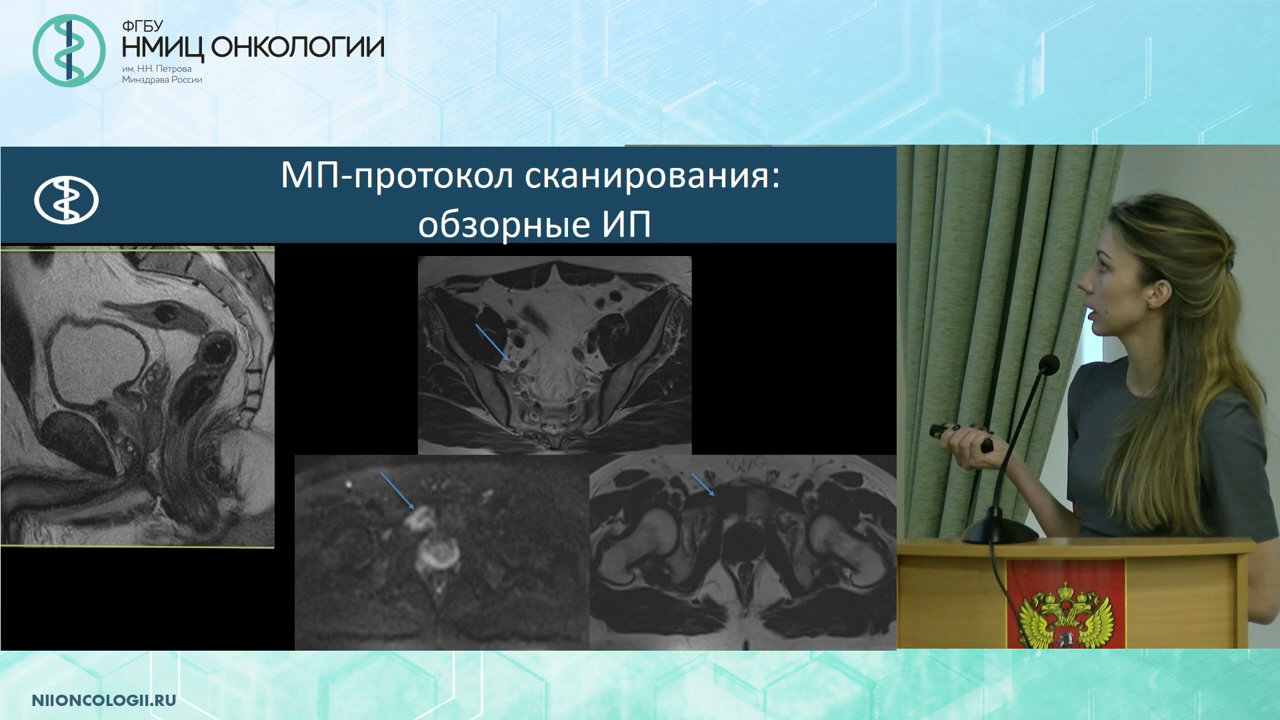 ФГБУ
НМИЦ ОНКОЛОГИИ
им. Н.Н. Петрова
Минздрава России
МП-протокол сканирования:
обзорные ИП
NIIONCOLOGII.RU